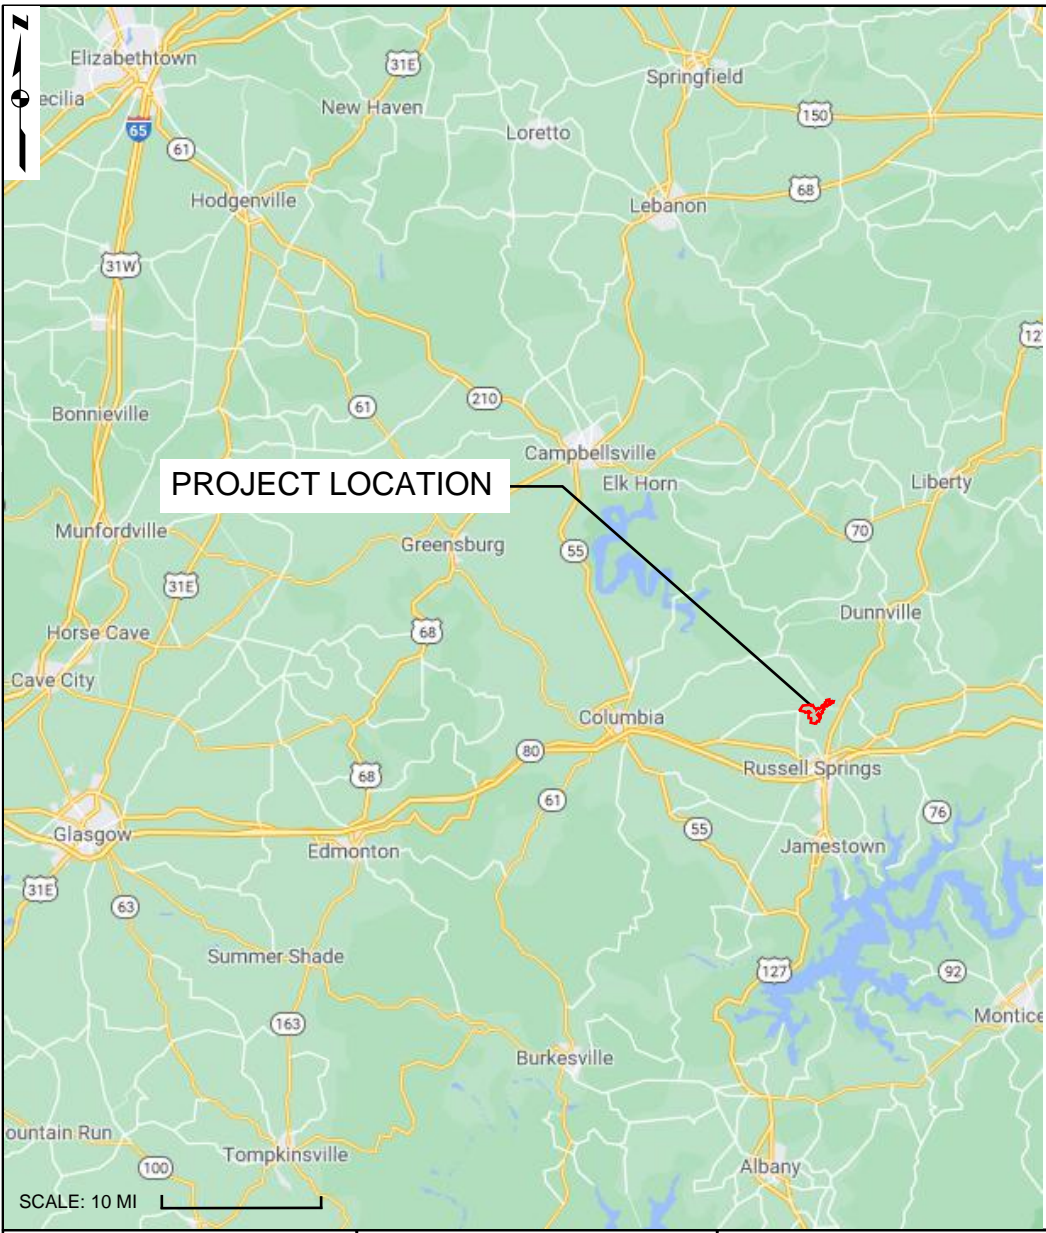 N
Elizabethtown
31E
Springfield
ecilia
New Haven
150
65
Loretto
61
68
Hodgenville
Lebanon
31W
12
210
61
Bonnieville
Campbellsville
PROJECT LOCATION
Elk Horn
Liberty
Munfordville
70
Greensburg
55
31E
Dunnville
Horse Cave
68
Cave City
Columbia
80
Russell Springs
68
61
76
Glasgow
55
Edmonton
Jamestown
31E
63
Summer Shade
127
92
163
Montice
Burkesville
ountain Run
Tompkinsville
100
Albany
SCALE: 10 MI